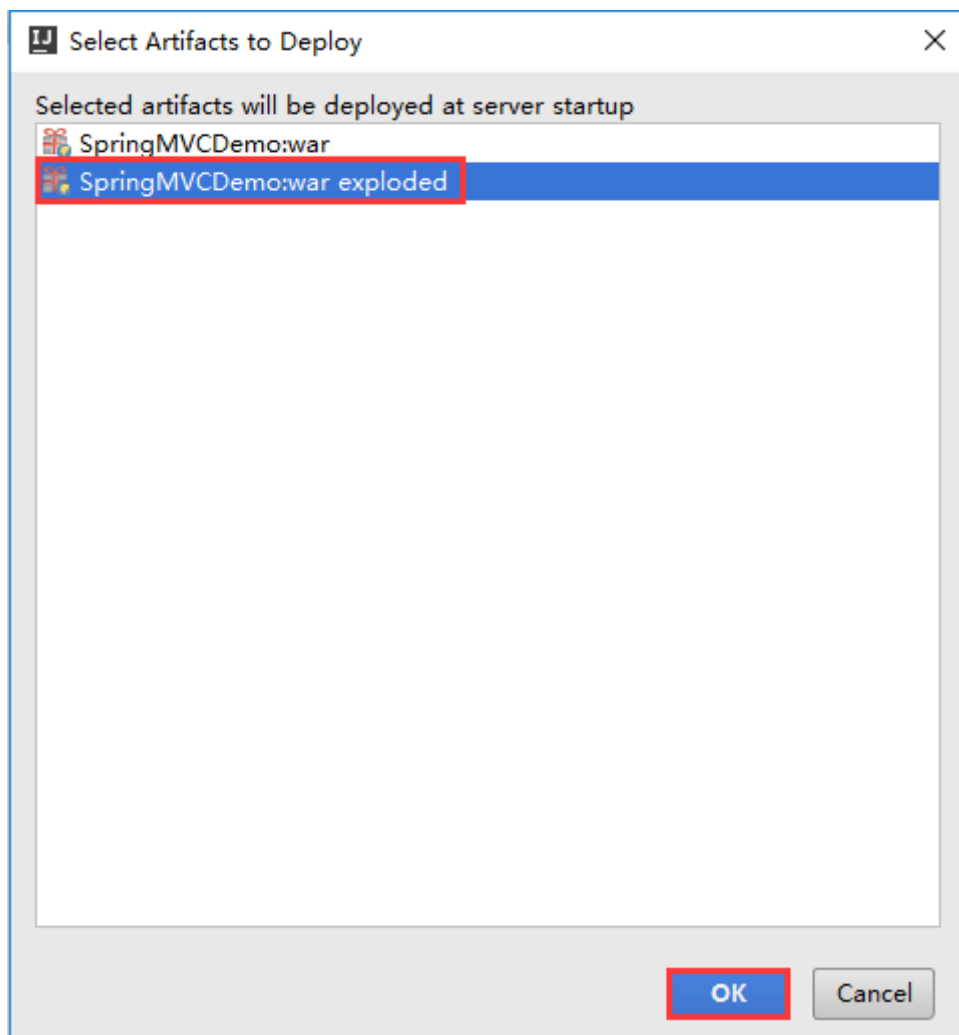 IJ Select Artifacts to Deploy
Selected artifacts will be deployed at server startup
SpringMVCDemo:war
SpringMVCDemo:war exploded
OK Cancel